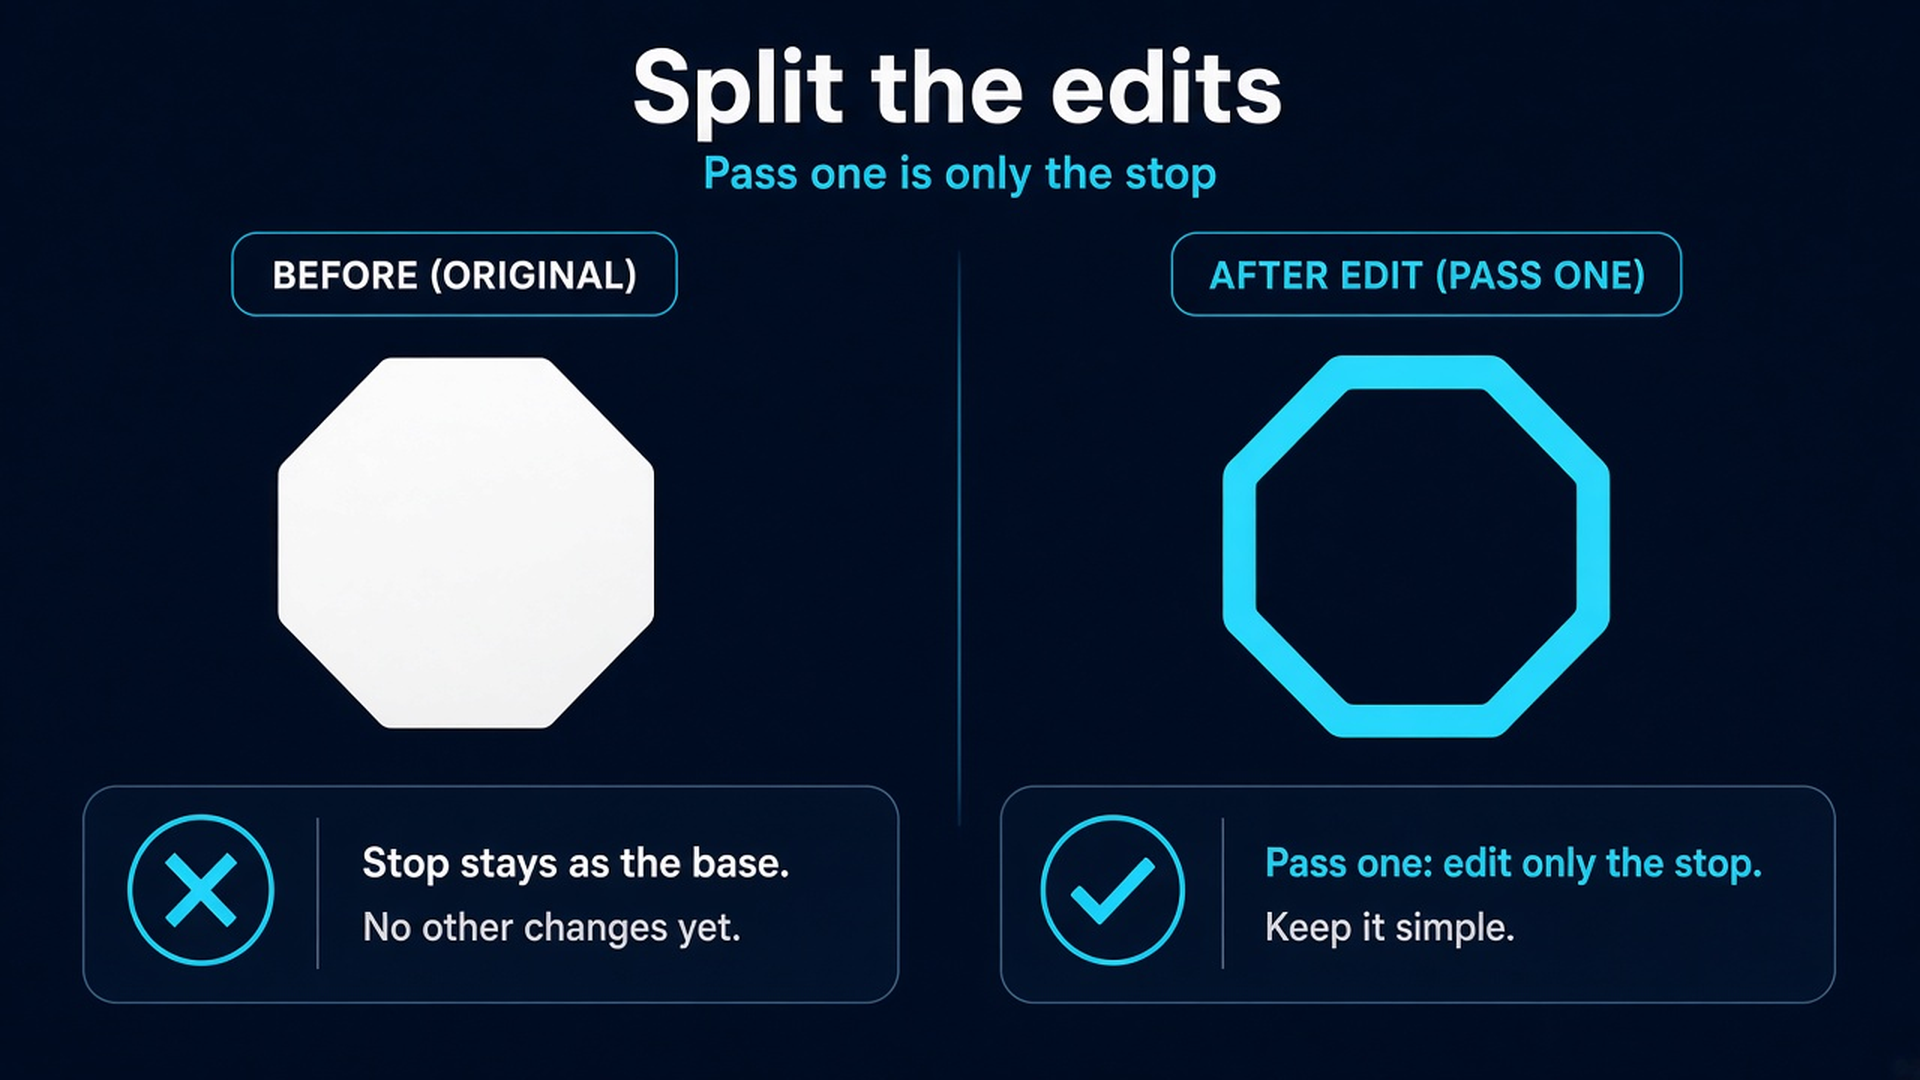 Split the edits
Pass one is only the stop
BEFORE (ORIGINAL)
AFTER EDIT (PASS ONE)
Stop stays as the base.
No other changes yet.
Pass one: edit only the stop.
Keep it simple.